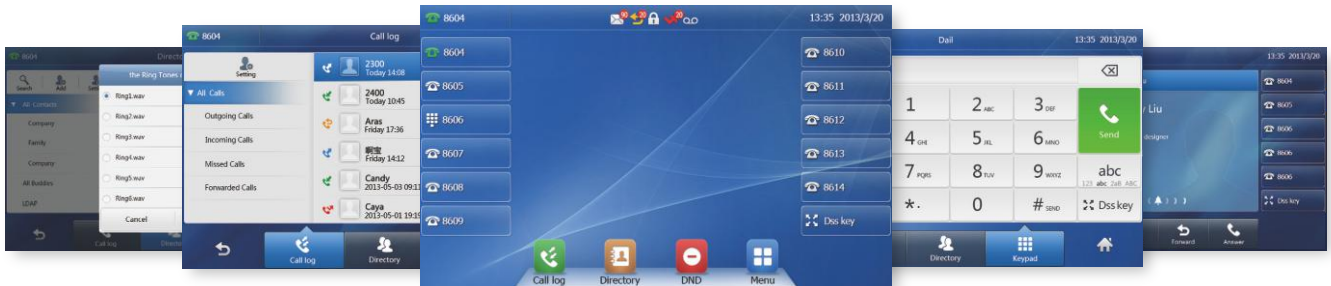 8604
Search
Add
All Contacts
Company
Family
Company
All Buddies
LDAP
the Ring Tones
Ring1.wav
Ring2.wav
Ring3.wav
Ring4.wav
Ring5.wav
Ring6.wav
Cancel
Call log
8604 Call log
Setting
All Calls
Outgoing Calls
Incoming Calls
Missed Calls
Forwarded Calls
2300
Today 14:08
2400
Today 10:45
Aras
Friday 17:36
Friday 14:12
Candy
2013-05-03 09:1
Caya
2013-05-01 19:19
Call log
Directory
8604 90 20 20 13:35 2013/3/20
8604
8605
8606
8607
8608
8609
8610
8611
8612
8613
8614
Dss key
Call log
Directory
DND
Menu
Dail 13:35 2013/3/20
1 2 ABC 3 DEF
4 GHI 5 JKL 6 MNO
7 PQRS 8 TUV 9 WXYZ
*. 0 # SEND
Send
abc
123 abc 2aB ABC
Dss key
Directory
Keypad
13:35 2013/3/20
Liu
designer
8604
8605
8606
8606
8606
Dss key
Forward
Answer